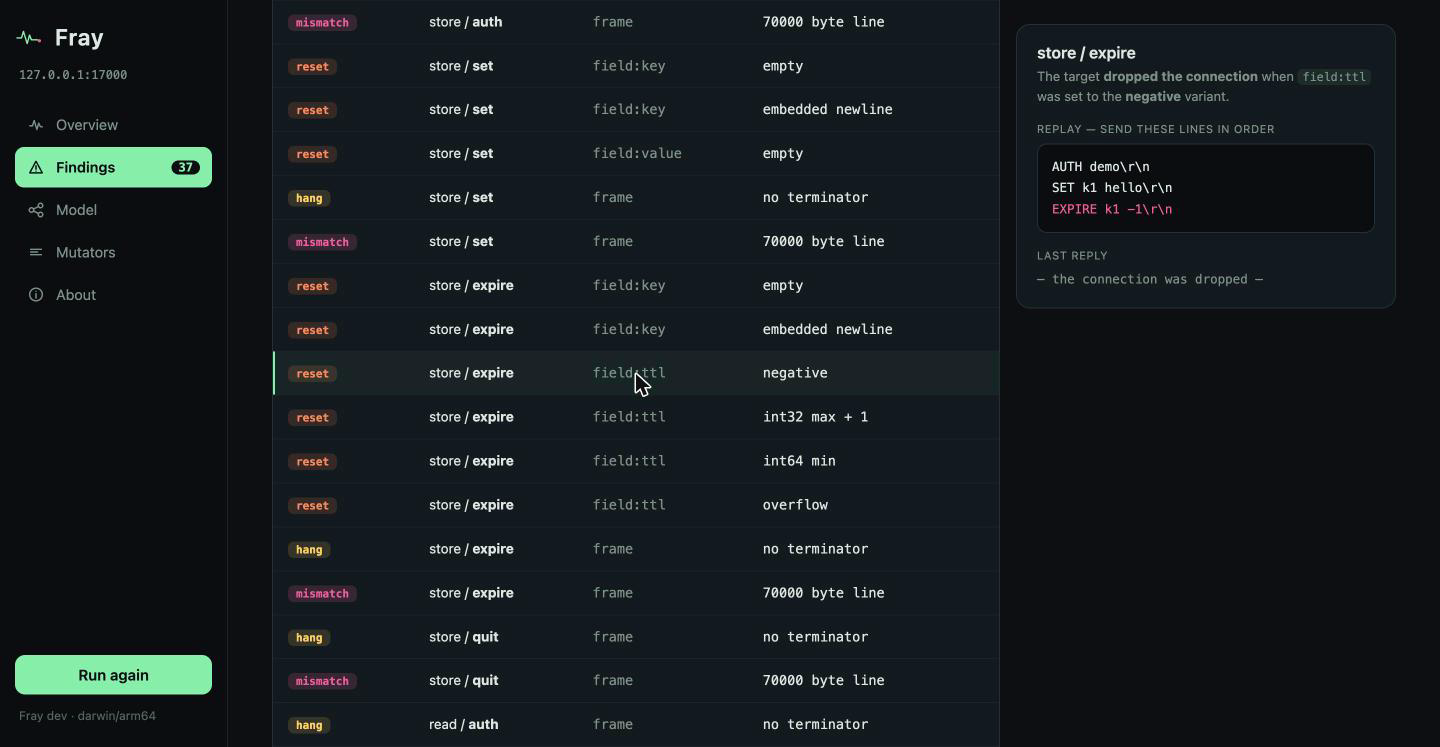 Fray
127.0.0.1:17000
Overview
Findings 37
Model
Mutators
About
Run again
Fray dev · darwin/arm64
mismatch store / auth frame 70000 byte line
reset store / set field:key empty
reset store / set field:key embedded newline
reset store / set field:value empty
hang store / set frame no terminator
mismatch store / set frame 70000 byte line
reset store / expire field:key empty
reset store / expire field:key embedded newline
reset store / expire field:ttl negative
reset store / expire field:ttl int32 max + 1
reset store / expire field:ttl int64 min
reset store / expire field:ttl overflow
hang store / expire frame no terminator
mismatch store / expire frame 70000 byte line
hang store / quit frame no terminator
mismatch store / quit frame 70000 byte line
hang read / auth frame no terminator
store / expire
The target dropped the connection when field:ttl
was set to the negative variant.
REPLAY — SEND THESE LINES IN ORDER
AUTH demo\r\n
SET k1 hello\r\n
EXPIRE k1 −1\r\n
LAST REPLY
— the connection was dropped —